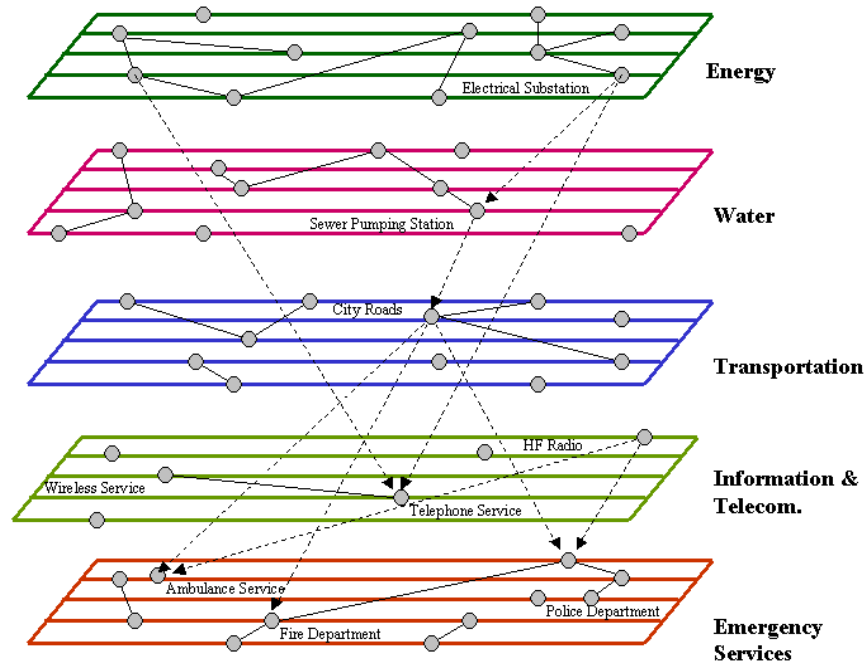 Electrical Substation
Energy
Sewer Pumping Station
Water
City Roads
Transportation
HF Radio
Wireless Service
Telephone Service
Information &
Telecom.
Ambulance Service
Police Department
Fire Department
Emergency
Services